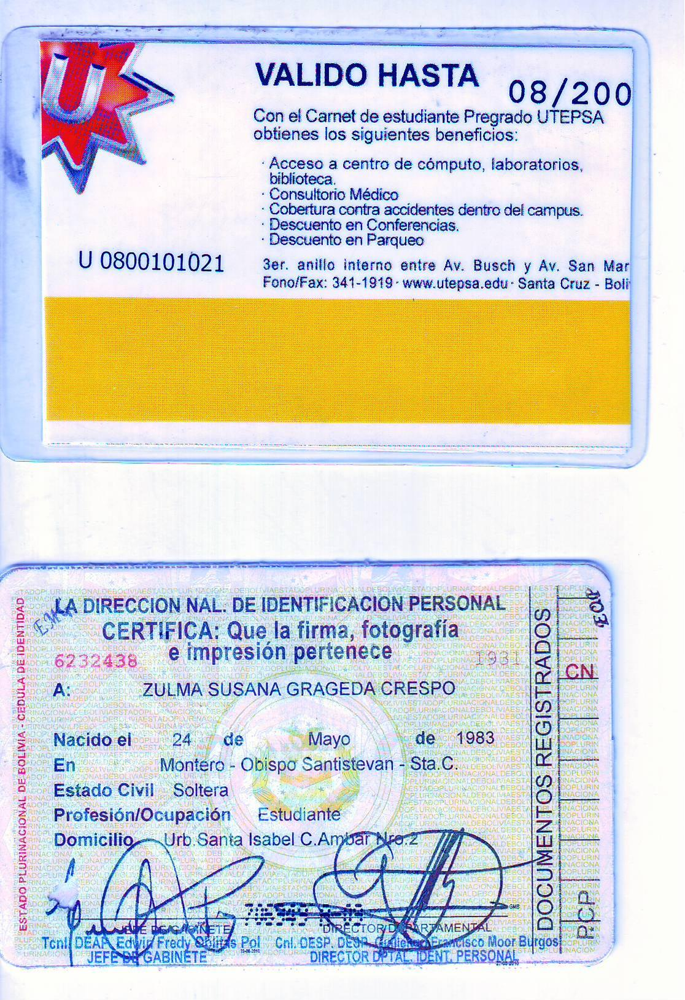 U
VALIDO HASTA
08/200
Con el Carnet de estudiante Pregrado UTEPSA
obtienes los siguientes beneficios:
· Acceso a centro de cómputo, laboratorios,
biblioteca.
· Consultorio Médico
· Cobertura contra accidentes dentro del campus.
· Descuento en Conferencias.
· Descuento en Parqueo
U 0800101021
3er. anillo interno entre Av. Busch y Av. San Mar
Fono/Fax: 341-1919 · www.utepsa.edu · Santa Cruz - Boli
ESTADO PLURINACIONAL DE BOLIVIA - CEDULA DE IDENTIDAD
LA DIRECCION NAL. DE IDENTIFICACION PERSONAL
CERTIFICA: Que la firma, fotografía
e impresión pertenece
6232438
1931
A: ZULMA SUSANA GRAGEDA CRESPO
Nacido el 24 de Mayo de 1983
En Montero - Obispo Santistevan - Sta.C.
Estado Civil Soltera
Profesión/Ocupación Estudiante
Domicilio Urb.Santa Isabel C.Ambar Nro.2
GMB
JEFE DE GABINETE
DIRECTOR DEPARTAMENTAL
Tcnl. DEAP. Edwin Fredy Oblitas Pol
JEFE DE GABINETE
Cnl. DESP. DESP. Guillermo Francisco Moor Burgos
DIRECTOR DPTAL. IDENT. PERSONAL
DOCUMENTOS REGISTRADOS
CN
RCP